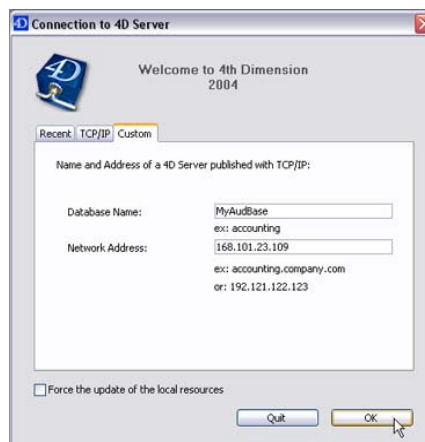 Connection to 4D Server
4D
Welcome to 4th Dimension
2004
Recent TCP/IP Custom
Name and Address of a 4D Server published with TCP/IP:
Database Name: MyAudBase
ex: accounting
Network Address: 168.101.23.109
ex: accounting.company.com
or: 192.121.122.123
Force the update of the local resources
Quit OK